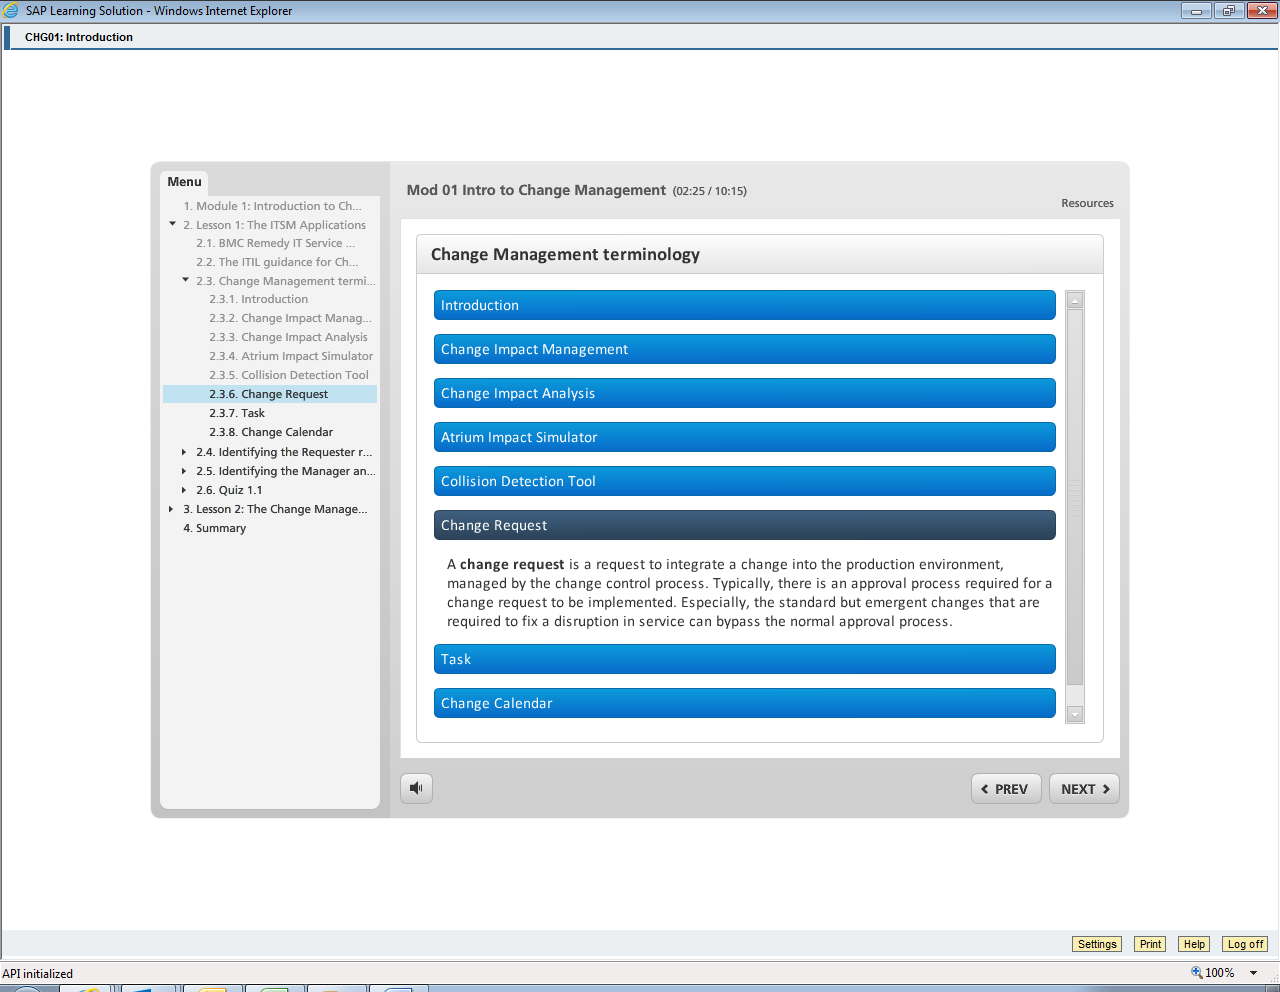 SAP Learning Solution - Windows Internet Explorer
CHG01: Introduction
Menu
1. Module 1: Introduction to Ch...
2. Lesson 1: The ITSM Applications
2.1. BMC Remedy IT Service ...
2.2. The ITIL guidance for Ch...
2.3. Change Management termi...
2.3.1. Introduction
2.3.2. Change Impact Manag...
2.3.3. Change Impact Analysis
2.3.4. Atrium Impact Simulator
2.3.5. Collision Detection Tool
2.3.6. Change Request
2.3.7. Task
2.3.8. Change Calendar
2.4. Identifying the Requester r...
2.5. Identifying the Manager an...
2.6. Quiz 1.1
3. Lesson 2: The Change Manage...
4. Summary
Mod 01 Intro to Change Management (02:25 / 10:15)
Resources
Change Management terminology
Introduction
Change Impact Management
Change Impact Analysis
Atrium Impact Simulator
Collision Detection Tool
Change Request
A change request is a request to integrate a change into the production environment,
managed by the change control process. Typically, there is an approval process required for a
change request to be implemented. Especially, the standard but emergent changes that are
required to fix a disruption in service can bypass the normal approval process.
Task
Change Calendar
PREV
NEXT
Settings
Print
Help
Log off
API initialized
100%